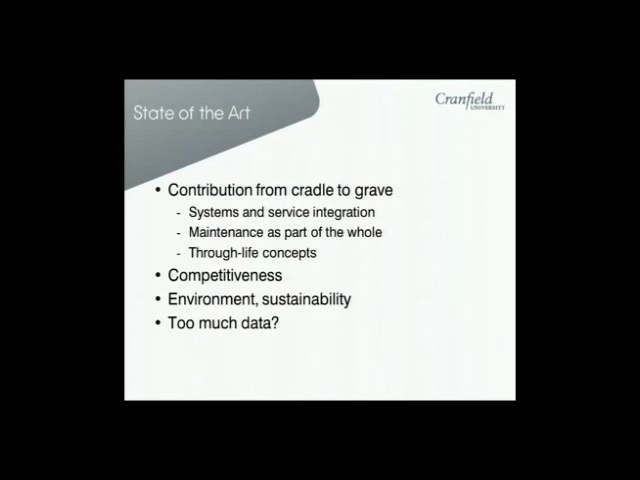 State of the Art
Cranfield
UNIVERSITY
• Contribution from cradle to grave
- Systems and service integration
- Maintenance as part of the whole
- Through-life concepts
• Competitiveness
• Environment, sustainability
• Too much data?